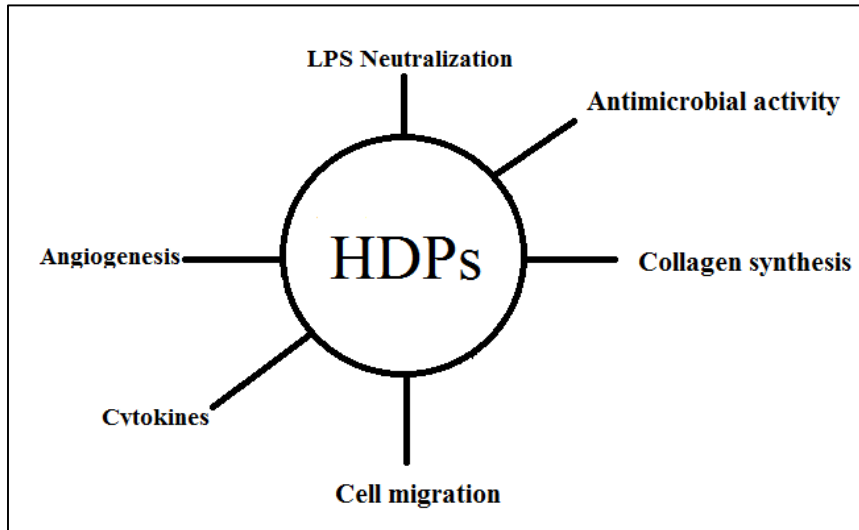 LPS Neutralization
Antimicrobial activity
Angiogenesis
HDPs
Collagen synthesis
Cytokines
Cell migration